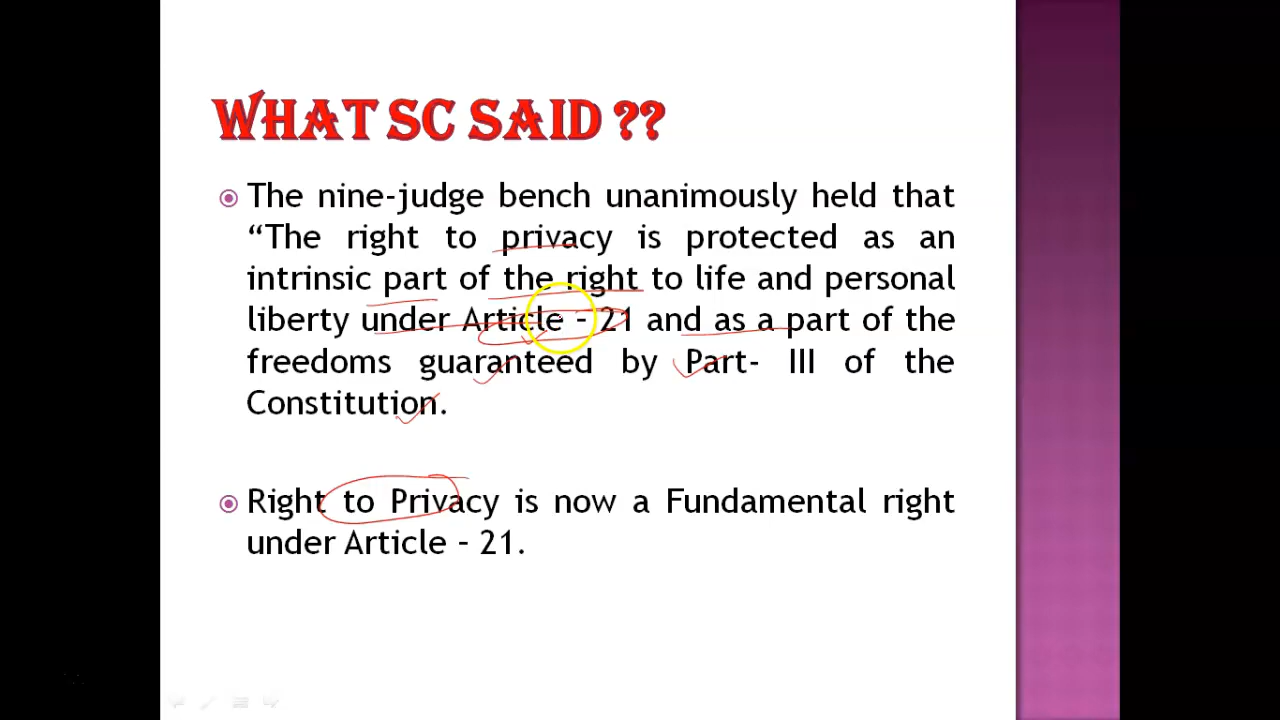 WHAT SC SAID ??
The nine-judge bench unanimously held that
“The right to privacy is protected as an
intrinsic part of the right to life and personal
liberty under Article – 21 and as a part of the
freedoms guaranteed by Part- III of the
Constitution.
Right to Privacy is now a Fundamental right
under Article – 21.